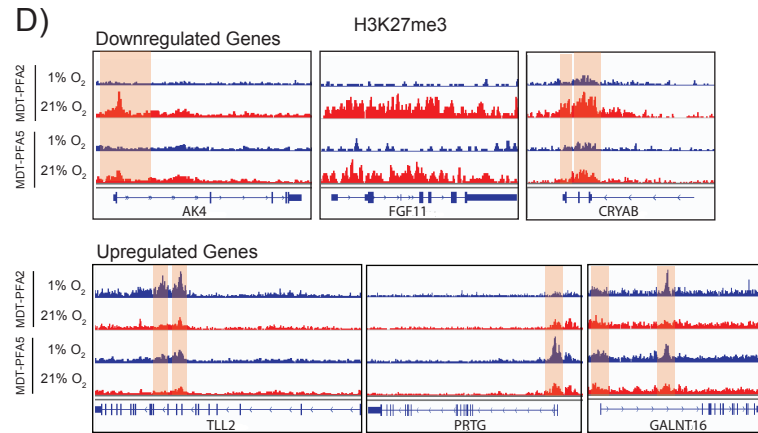 D)
H3K27me3
Downregulated Genes
MDT-PFA2
1% O2
21% O2
MDT-PFA5
1% O2
21% O2
AK4
FGF11
CRYAB
Upregulated Genes
MDT-PFA2
1% O2
21% O2
MDT-PFA5
1% O2
21% O2
TLL2
PRTG
GALNT16